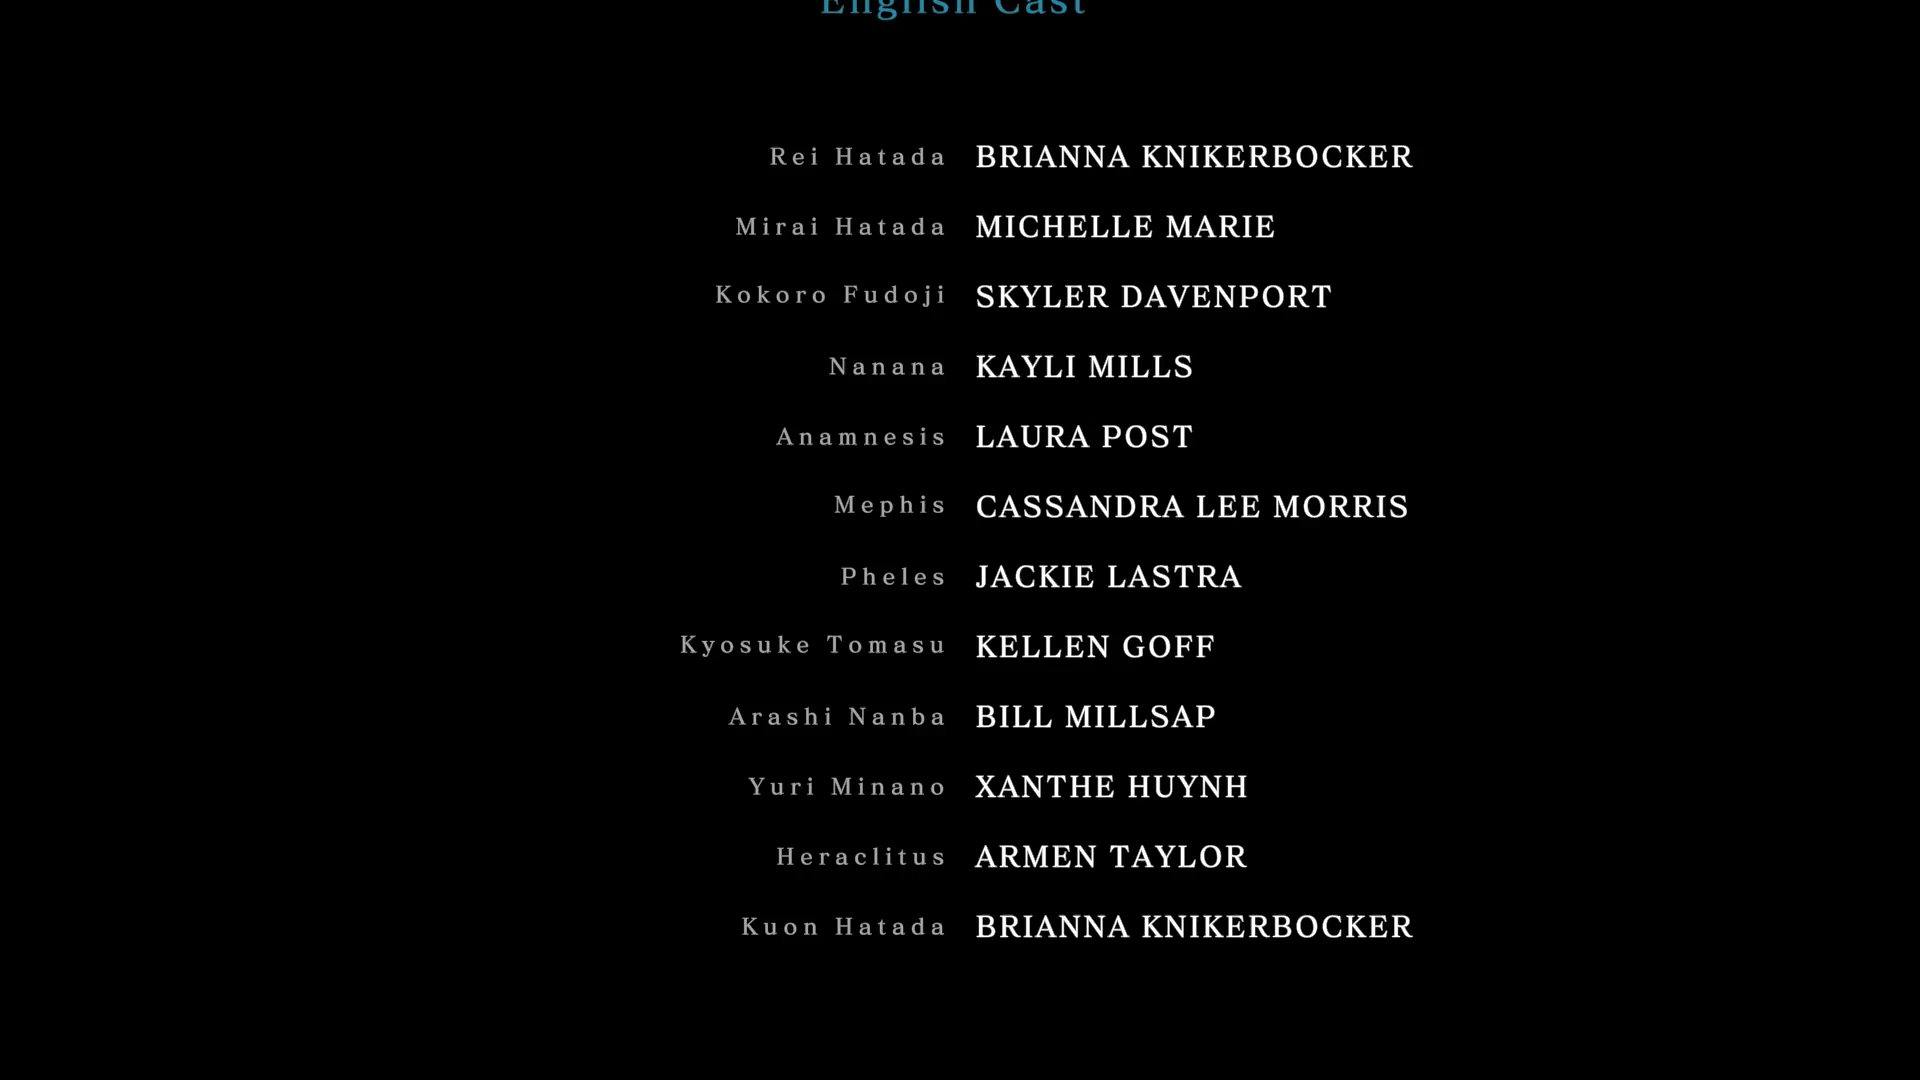 English Cast
Rei Hatada BRIANNA KNIKERBOCKER
Mirai Hatada MICHELLE MARIE
Kokoro Fudoji SKYLER DAVENPORT
Nanana KAYLI MILLS
Anamnesis LAURA POST
Mephis CASSANDRA LEE MORRIS
Pheles JACKIE LASTRA
Kyosuke Tomasu KELLEN GOFF
Arashi Nanba BILL MILLSAP
Yuri Minano XANTHE HUYNH
Heraclitus ARMEN TAYLOR
Kuon Hatada BRIANNA KNIKERBOCKER